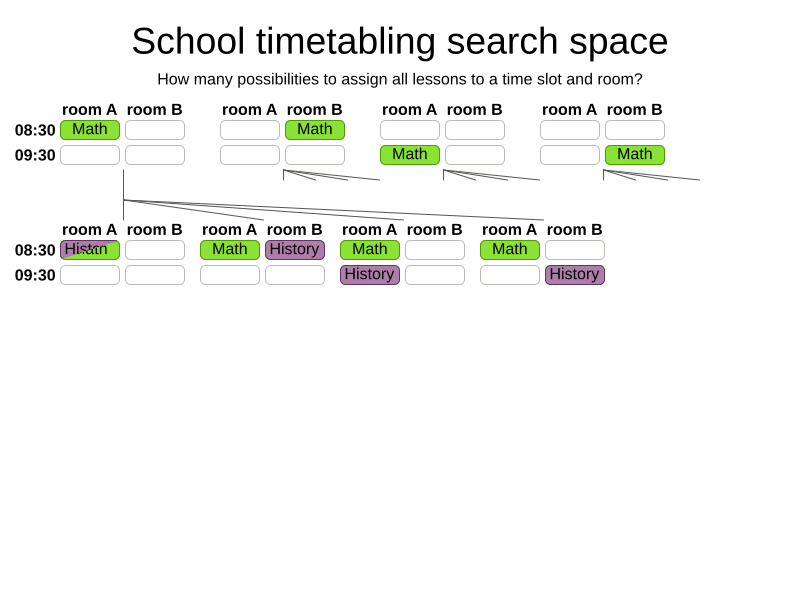 School timetabling search space
How many possibilities to assign all lessons to a time slot and room?
room A room B room A room B room A room B room A room B
08:30 Math Math
09:30 Math Math
room A room B room A room B room A room B room A room B
08:30 Math History Math Math
09:30 History History